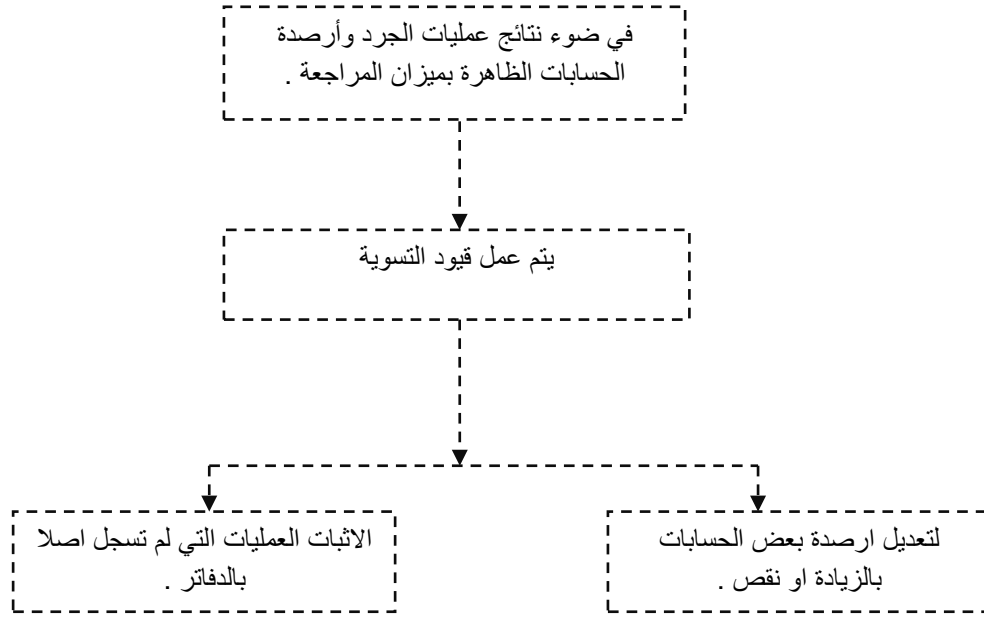 في ضوء نتائج عمليات الجرد وأرصدة
الحسابات الظاهرة بميزان المراجعة .
يتم عمل قيود التسوية
لتعديل ارصدة بعض الحسابات
بالزيادة او نقص .
الاثبات العمليات التي لم تسجل اصلا
بالدفاتر .